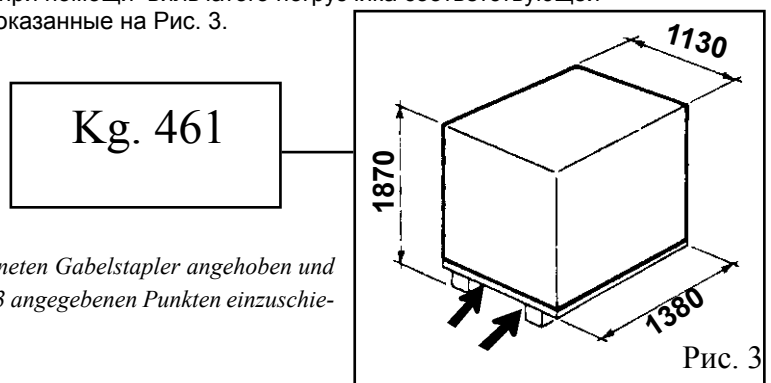 оказанные на Рис. 3.
Kg. 461
1130
1870
1380
Рис. 3
neten Gabelstapler angehoben und
3 angegebenen Punkten einzuschie-